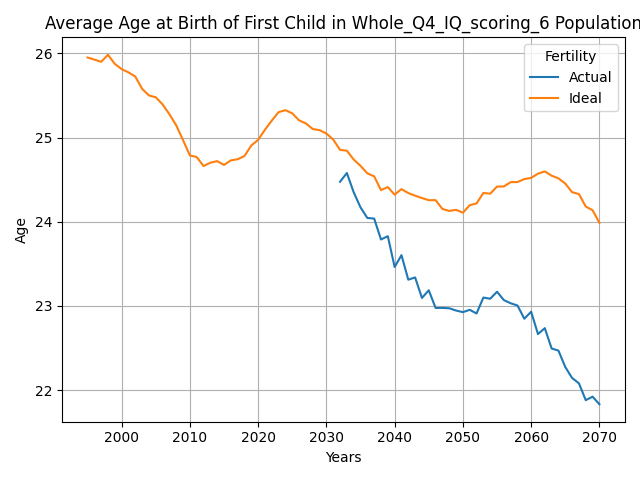 Average Age at Birth of First Child in Whole_Q4_IQ_scoring_6 Population
Fertility
Actual
Ideal
Age
26
25
24
23
22
2000 2010 2020 2030 2040 2050 2060 2070
Years